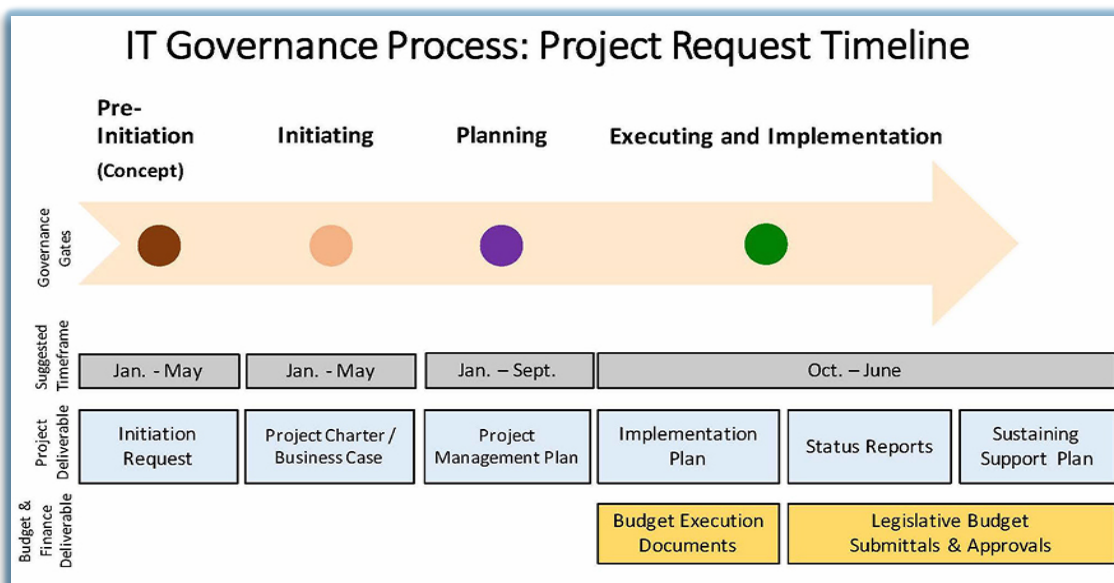 IT Governance Process: Project Request Timeline
Pre-
Initiation
(Concept)
Initiating
Planning
Executing and Implementation
Governance
Gates
Suggested
Timeframe
Jan. - May
Jan. - May
Jan. – Sept.
Oct. – June
Project
Deliverable
Initiation
Request
Project Charter /
Business Case
Project
Management Plan
Implementation
Plan
Status Reports
Sustaining
Support Plan
Budget &
Finance
Deliverable
Budget Execution
Documents
Legislative Budget
Submittals & Approvals